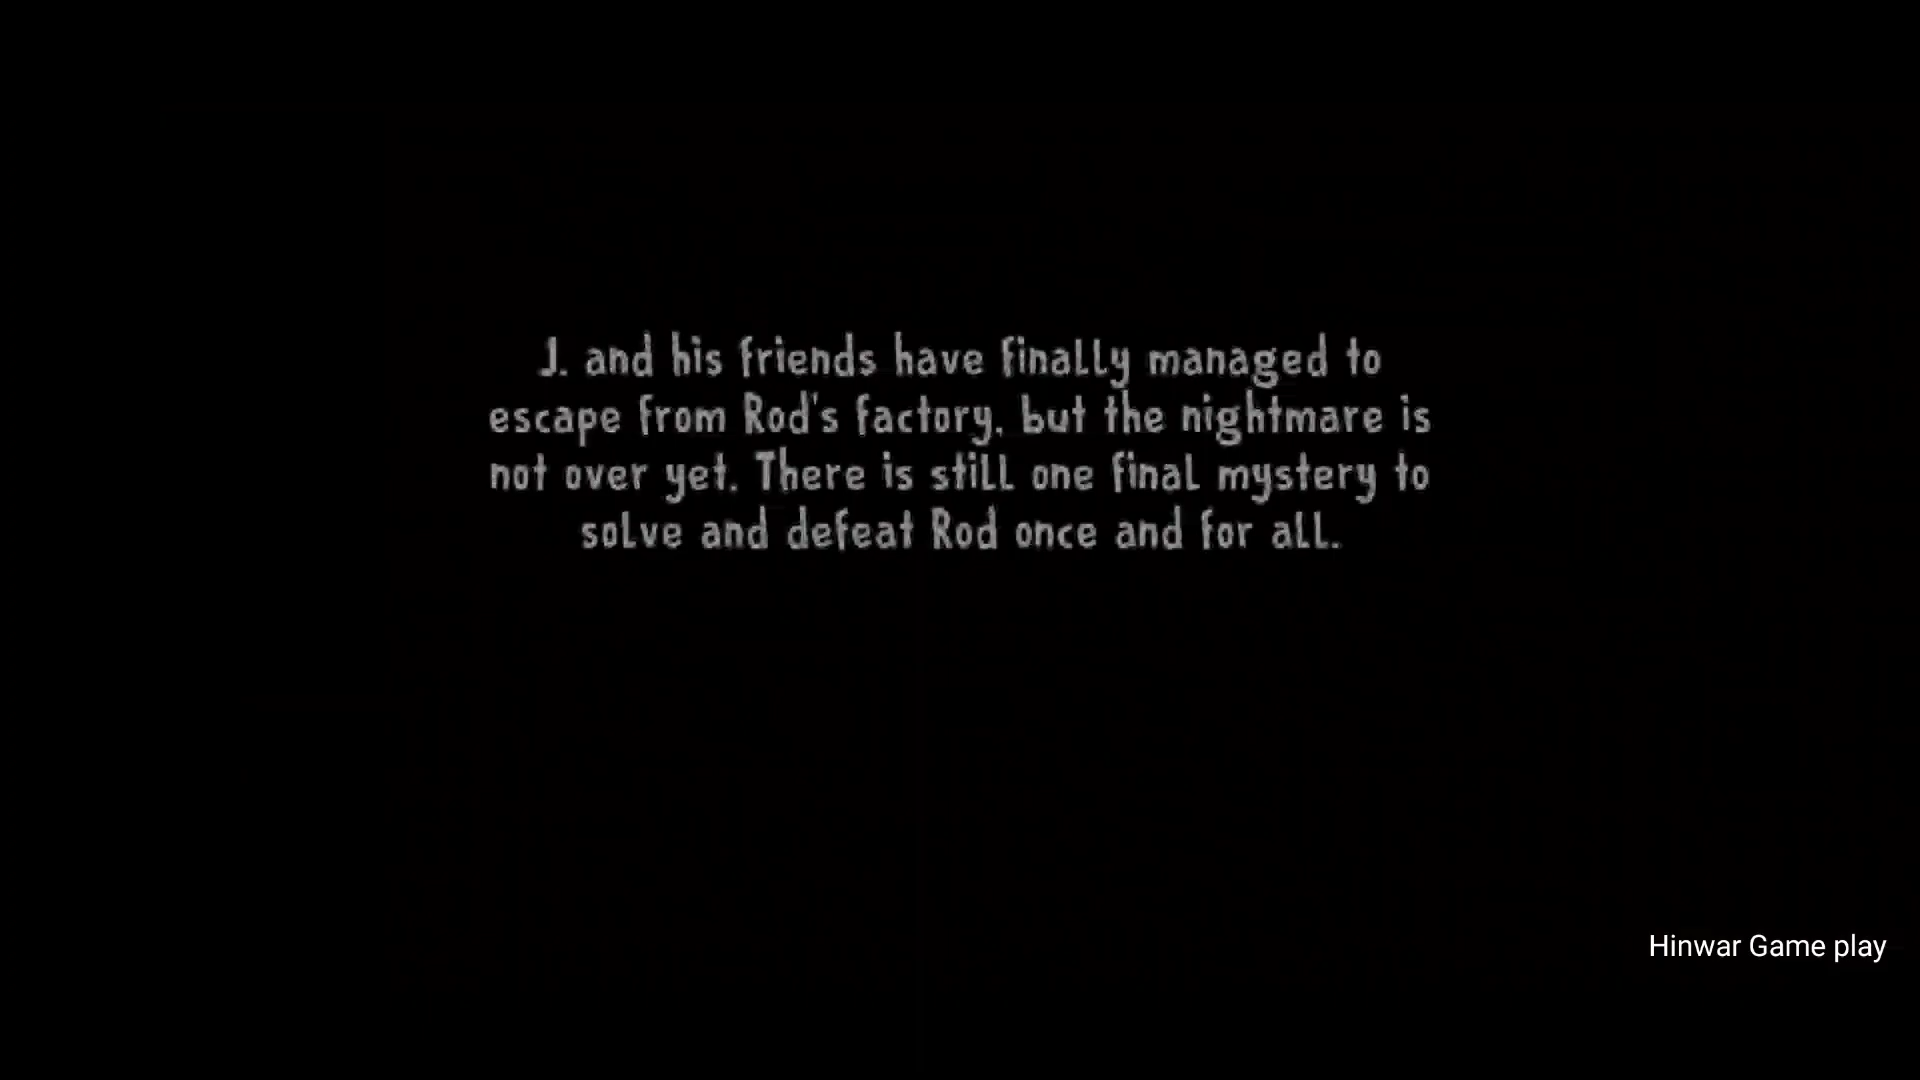 J. and his friends have finally managed to
escape from Rod's factory, but the nightmare is
not over yet. There is still one final mystery to
solve and defeat Rod once and for all.
Hinwar Game play